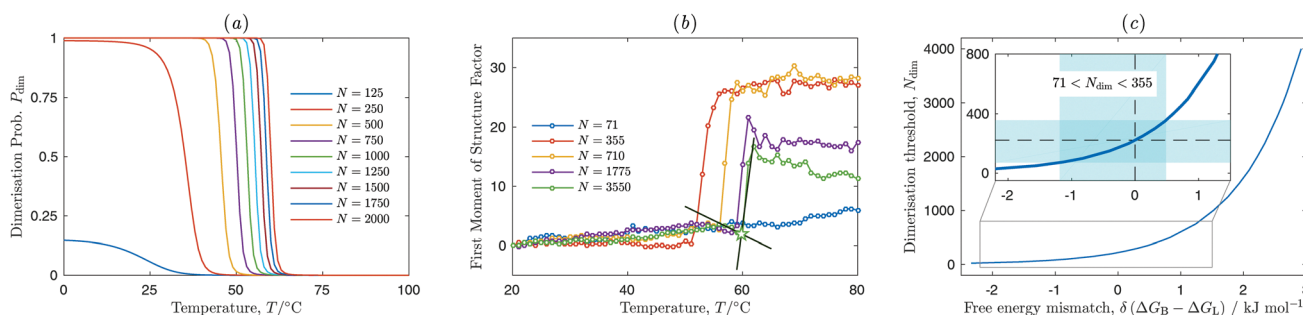 (a)
Dimerisation Prob. P_dim
1
0.75
0.5
0.25
0
N = 125
N = 250
N = 500
N = 750
N = 1000
N = 1250
N = 1500
N = 1750
N = 2000
0 25 50 75 100
Temperature, T/°C
(b)
First Moment of Structure Factor
40
30
20
10
0
N = 71
N = 355
N = 710
N = 1775
N = 3550
20 40 60 80
Temperature, T/°C
(c)
Dimerisation threshold, N_dim
4000
3000
2000
1000
0
800
400
0
71 < N_dim < 355
-2 -1 0 1
-2 -1 0 1 2 3
Free energy mismatch, δ (ΔG_B − ΔG_L) / kJ mol⁻¹